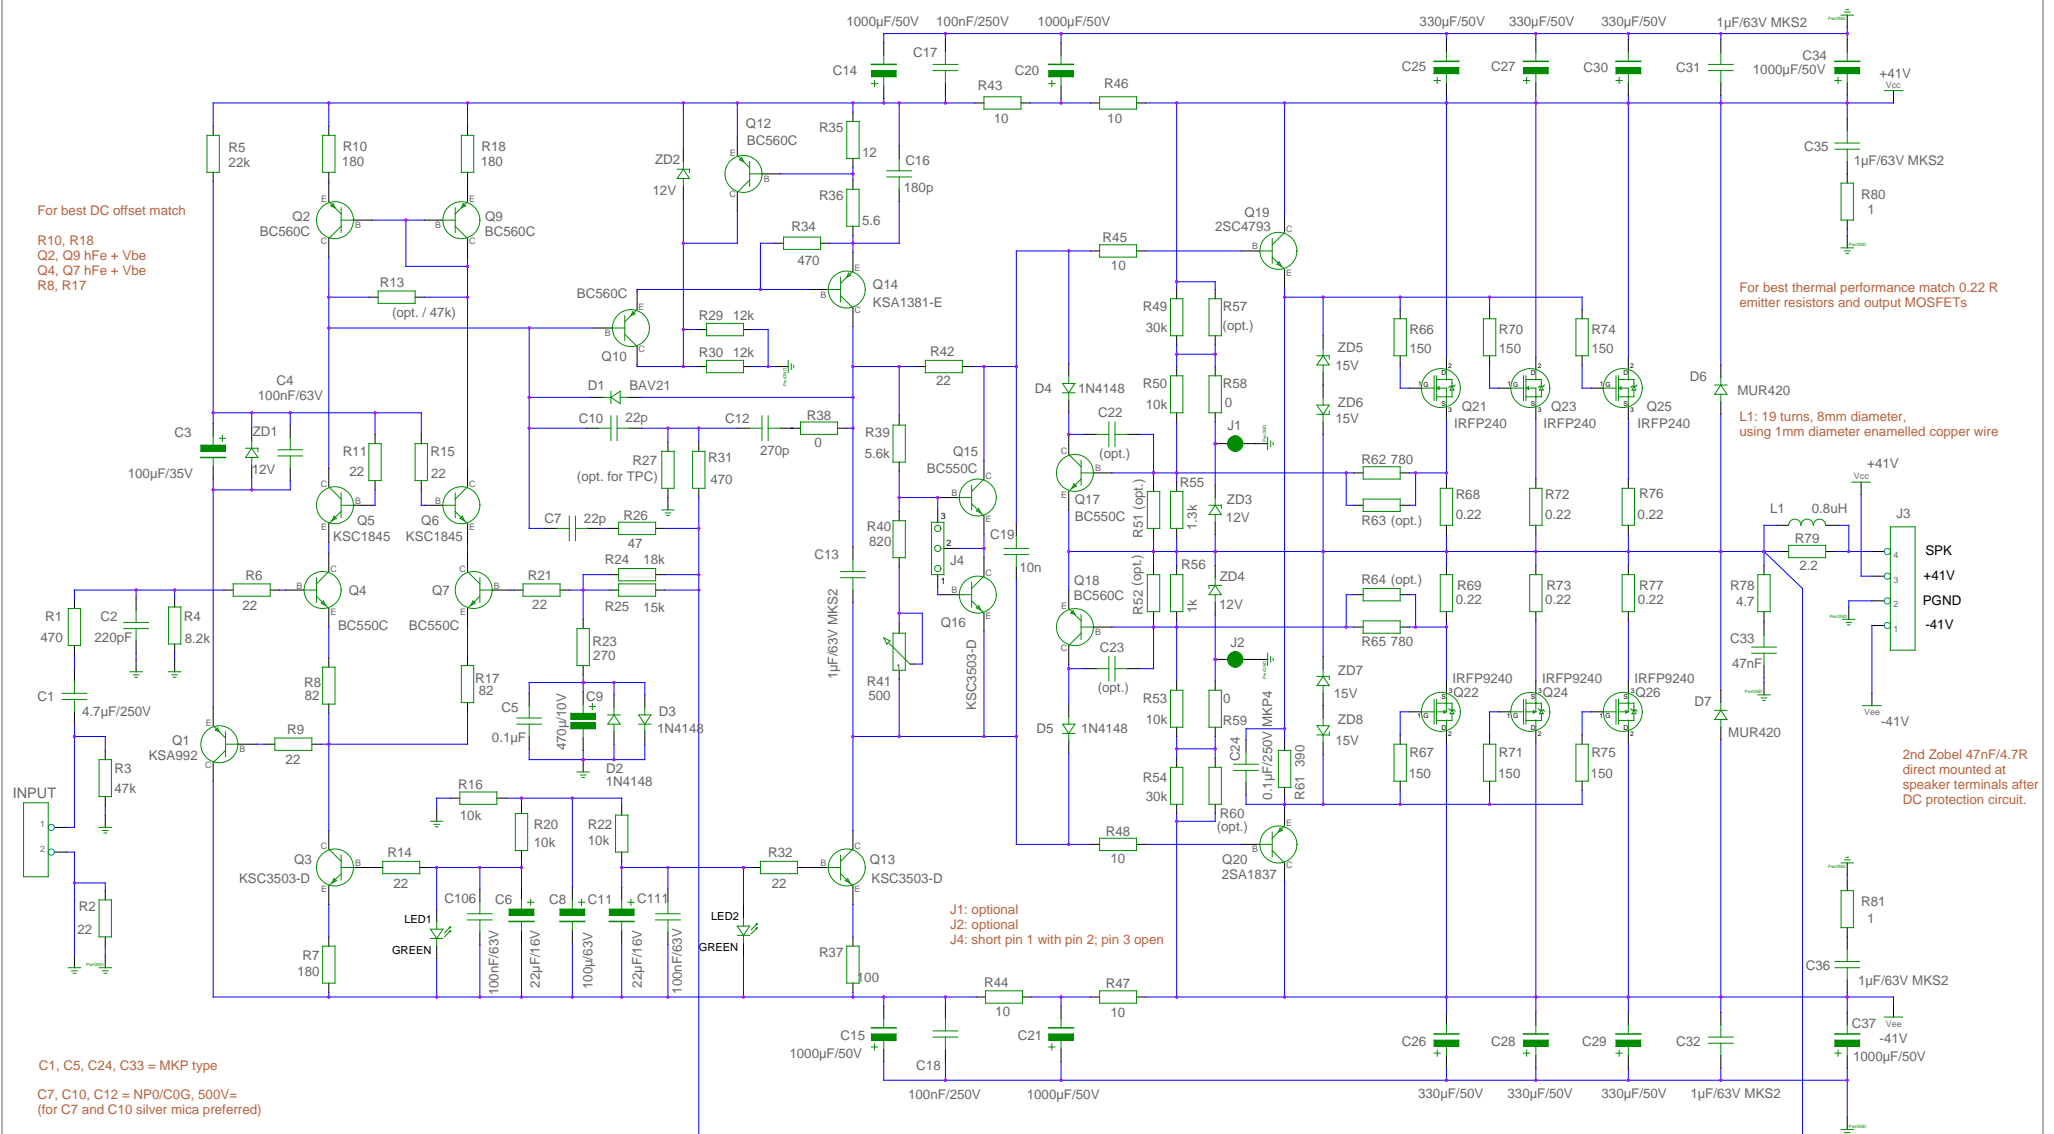 1000µF/50V 100nF/250V 1000µF/50V 330µF/50V 330µF/50V 330µF/50V 1µF/63V MKS2
PwrGND
C14 C17 C20 C25 C27 C30 C31 C34
1000µF/50V
+41V
Vcc
R43
10
R46
10
R5
22k
R10
180
R18
180
Q12
BC560C
ZD2
12V
R35
12
C16
180p
R36
5.6
C35
1µF/63V MKS2
R80
1
PwrGND
For best DC offset match
R10, R18
Q2, Q9 hFe + Vbe
Q4, Q7 hFe + Vbe
R8, R17
Q2
BC560C
Q9
BC560C
R34
470
Q14
KSA1381-E
R45
10
Q19
2SC4793
For best thermal performance match 0.22 R
emitter resistors and output MOSFETs
R13
(opt. / 47k)
BC560C
Q10
R29 12k
R30 12k
PwrGND
R42
22
R49
30k
R57
(opt.)
R50
10k
R58
0
ZD5
15V
ZD6
15V
R66
150
R70
150
R74
150
Q21
IRFP240
Q23
IRFP240
Q25
IRFP240
D6
MUR420
L1: 19 turns, 8mm diameter,
using 1mm diameter enamelled copper wire
C4
100nF/63V
C3
100µF/35V
ZD1
12V
R11
22
R15
22
D1 BAV21
C10 22p
C12
270p
R38
0
R27
(opt. for TPC)
R31
470
R39
5.6k
Q15
BC550C
D4 1N4148
C22
(opt.)
J1
PwrGND
Q17
BC550C
R51 (opt.)
R55
1.3k
ZD3
12V
R62 780
R63 (opt.)
R68
0.22
R72
0.22
R76
0.22
+41V
Vcc
L1 0.8uH
R79
2.2
J3
4 SPK
3 +41V
2 PGND
1 -41V
PwrGND
Vee
-41V
Q5
KSC1845
Q6
KSC1845
C7 22p
R26
47
R24 18k
R25 15k
R40
820
J4
3
2
1
C19
10n
C13
1µF/63V MKS2
R6
22
Q4
BC550C
Q7
BC550C
R21
22
R23
270
Q16
KSC3503-D
R41
500
1
Q18
BC560C
R52 (opt.)
R56
1k
ZD4
12V
R64 (opt.)
R65 780
R69
0.22
R73
0.22
R77
0.22
R78
4.7
C33
47nF
PwrGND
R1
470
C2
220pF
R4
8.2k
C1
4.7µF/250V
R8
82
R17
82
C5
0.1µF
C9
470µ/10V
D3
1N4148
D2
1N4148
C23
(opt.)
J2
PwrGND
D5 1N4148
R53
10k
R59
0
R54
30k
R60
(opt.)
C24
0.1µF/250V MKP4
R61 390
ZD7
15V
ZD8
15V
IRFP9240
Q22
IRFP9240
Q24
IRFP9240
Q26
R67
150
R71
150
R75
150
D7
MUR420
2nd Zobel 47nF/4.7R
direct mounted at
speaker terminals after
DC protection circuit.
Q1
KSA992
R9
22
R3
47k
INPUT
1
2
R2
22
PwrGND
R16
10k
R20
10k
R22
10k
Q3
KSC3503-D
R14
22
R32
22
Q13
KSC3503-D
R48
10
Q20
2SA1837
LED1
GREEN
C106
100nF/63V
C6
22µF/16V
C8
100µ/63V
C11
22µF/16V
C111
100nF/63V
LED2
GREEN
R7
180
R37
100
J1: optional
J2: optional
J4: short pin 1 with pin 2; pin 3 open
R44
10
R47
10
PwrGND
R81
1
C36
1µF/63V MKS2
Vee
-41V
C15
1000µF/50V
C18
100nF/250V
C21
1000µF/50V
C26
330µF/50V
C28
330µF/50V
C29
330µF/50V
C32
1µF/63V MKS2
C37
1000µF/50V
PwrGND
C1, C5, C24, C33 = MKP type
C7, C10, C12 = NP0/C0G, 500V=
(for C7 and C10 silver mica preferred)